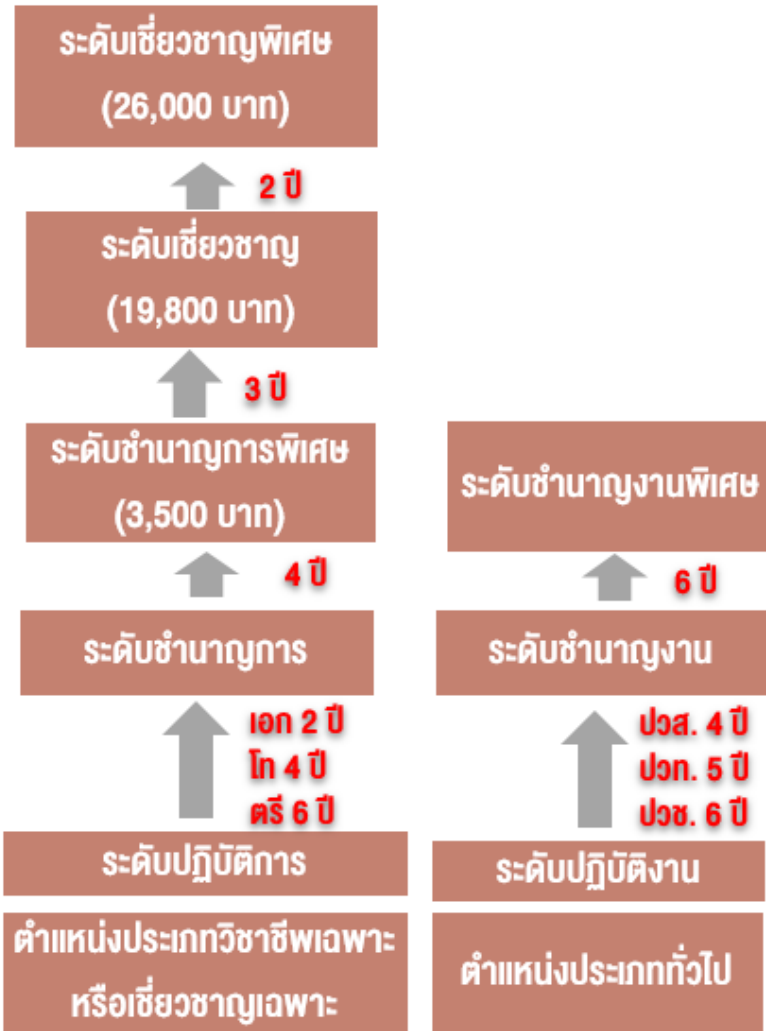 ระดับเชี่ยวชาญพิเศษ
(26,000 บาท)
2 ปี
ระดับเชี่ยวชาญ
(19,800 บาท)
3 ปี
ระดับชำนาญการพิเศษ
(3,500 บาท)
4 ปี
ระดับชำนาญการ
เอก 2 ปี
โท 4 ปี
ตรี 6 ปี
ระดับปฏิบัติการ
ตำแหน่งประเภทวิชาชีพเฉพาะ
หรือเชี่ยวชาญเฉพาะ
ระดับชำนาญงานพิเศษ
6 ปี
ระดับชำนาญงาน
ปวส. 4 ปี
ปวท. 5 ปี
ปวช. 6 ปี
ระดับปฏิบัติงาน
ตำแหน่งประเภททั่วไป